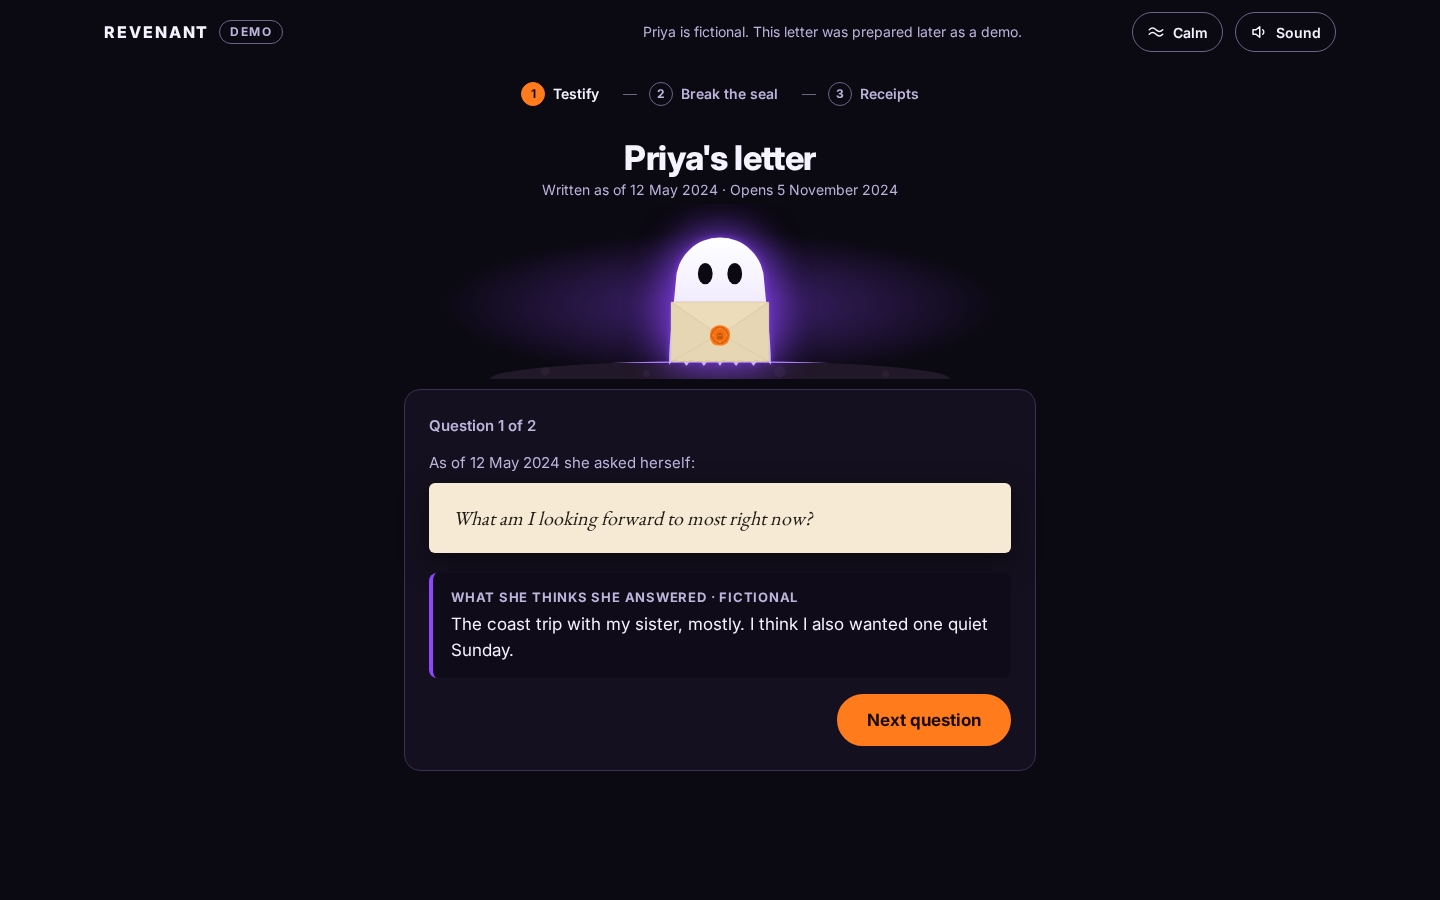 REVENANT DEMO
Priya is fictional. This letter was prepared later as a demo.
Calm
Sound
1 Testify — 2 Break the seal — 3 Receipts
Priya's letter
Written as of 12 May 2024 · Opens 5 November 2024
Question 1 of 2
As of 12 May 2024 she asked herself:
What am I looking forward to most right now?
WHAT SHE THINKS SHE ANSWERED · FICTIONAL
The coast trip with my sister, mostly. I think I also wanted one quiet
Sunday.
Next question